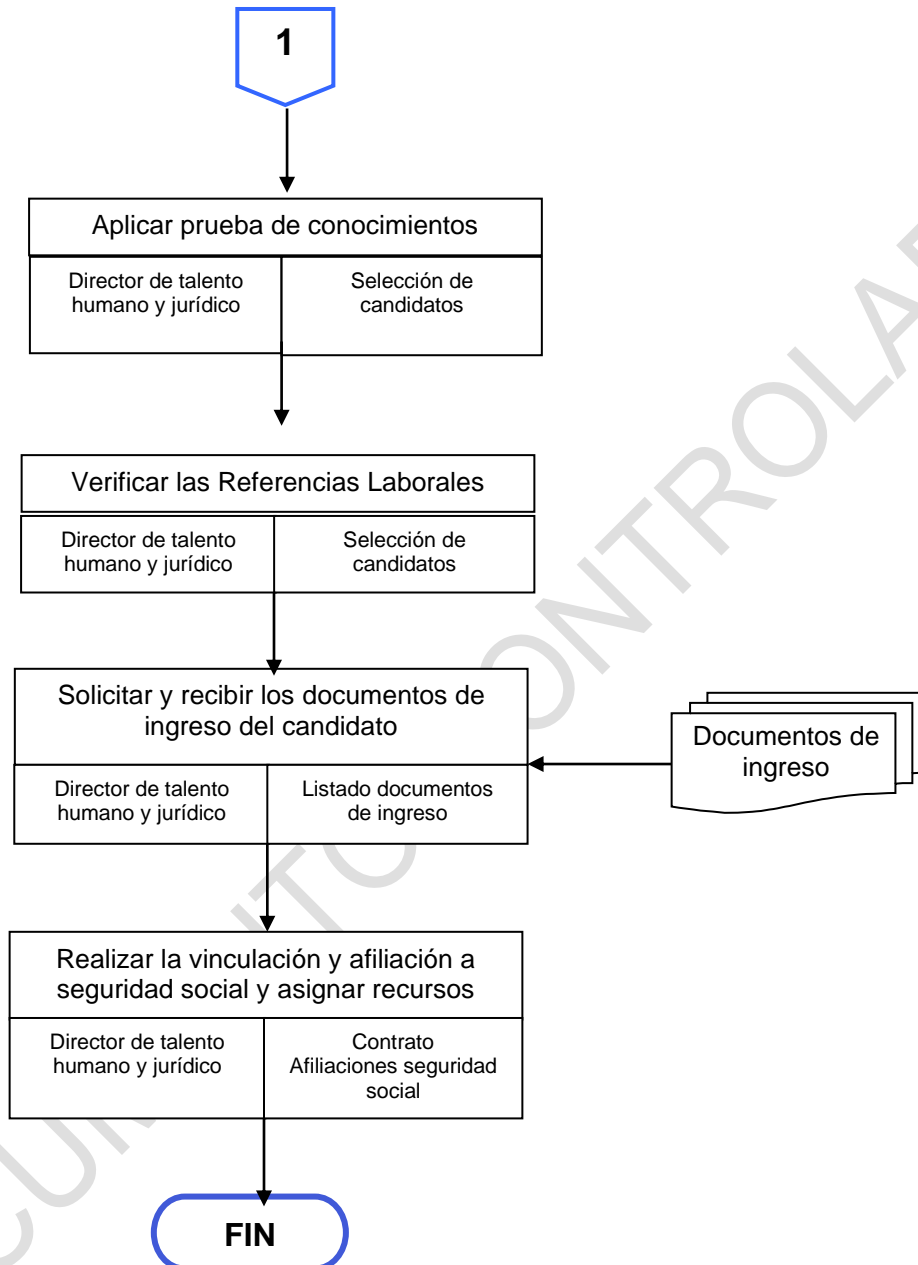 1
Aplicar prueba de conocimientos
Director de talento
humano y jurídico
Selección de
candidatos
Verificar las Referencias Laborales
Director de talento
humano y jurídico
Selección de
candidatos
Solicitar y recibir los documentos de
ingreso del candidato
Director de talento
humano y jurídico
Listado documentos
de ingreso
Documentos de
ingreso
Realizar la vinculación y afiliación a
seguridad social y asignar recursos
Director de talento
humano y jurídico
Contrato
Afiliaciones seguridad
social
FIN